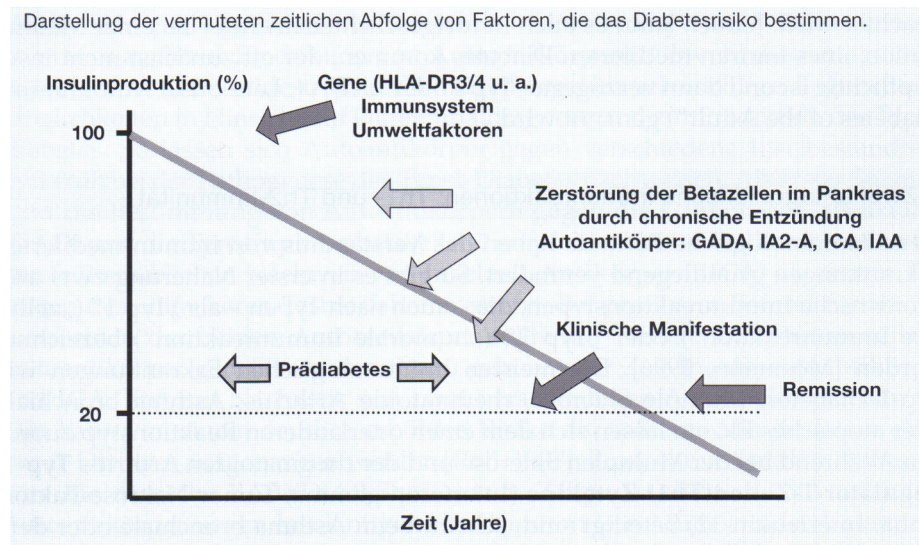 Darstellung der vermuteten zeitlichen Abfolge von Faktoren, die das Diabetesrisiko bestimmen.
Insulinproduktion (%)
Gene (HLA-DR3/4 u. a.)
Immunsystem
Umweltfaktoren
100
Zerstörung der Betazellen im Pankreas
durch chronische Entzündung
Autoantikörper: GADA, IA2-A, ICA, IAA
Klinische Manifestation
Prädiabetes
Remission
20
Zeit (Jahre)